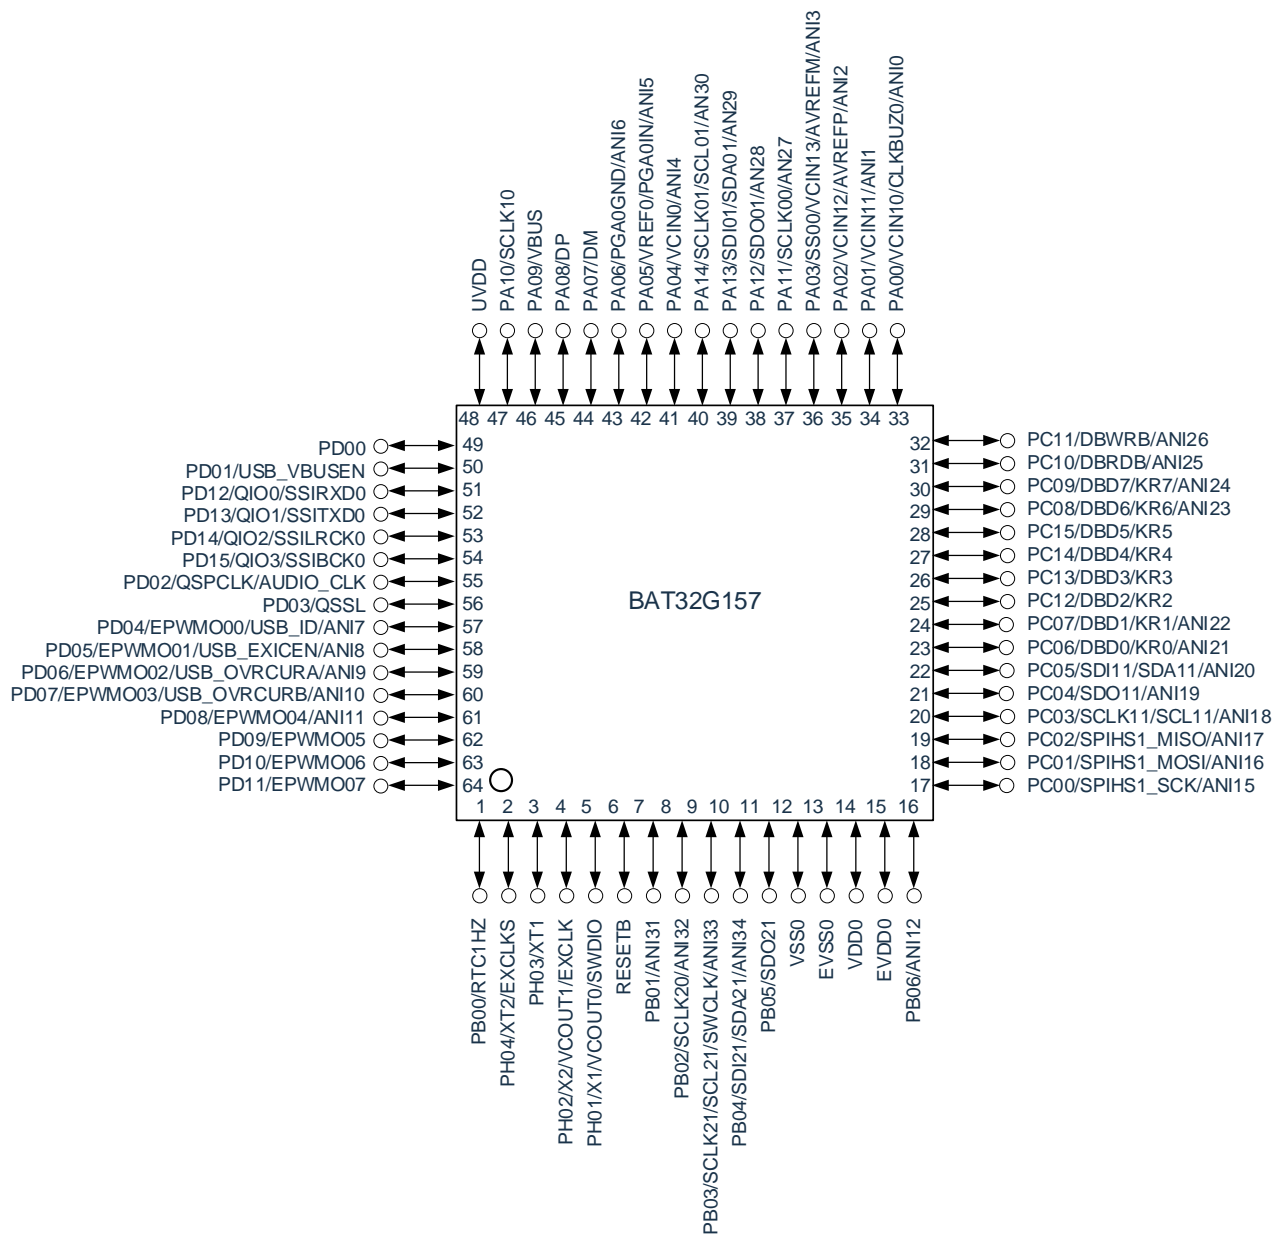 UVDD
PA10/SCLK10
PA09/VBUS
PA08/DP
PA07/DM
PA06/PGA0GND/ANI6
PA05/VREF0/PGA0IN/ANI5
PA04/VCIN0/ANI4
PA14/SCLK01/SCL01/AN30
PA13/SDI01/SDA01/AN29
PA12/SDO01/AN28
PA11/SCLK00/AN27
PA03/SS00/VCIN13/AVREFM/ANI3
PA02/VCIN12/AVREFP/ANI2
PA01/VCIN11/ANI1
PA00/VCIN10/CLKBUZ0/ANI0
48 47 46 45 44 43 42 41 40 39 38 37 36 35 34 33
PD00 49
PD01/USB_VBUSEN 50
PD12/QIO0/SSIRXD0 51
PD13/QIO1/SSITXD0 52
PD14/QIO2/SSILRCK0 53
PD15/QIO3/SSIBCK0 54
PD02/QSPCLK/AUDIO_CLK 55
PD03/QSSL 56
PD04/EPWMO00/USB_ID/ANI7 57
PD05/EPWMO01/USB_EXICEN/ANI8 58
PD06/EPWMO02/USB_OVRCURA/ANI9 59
PD07/EPWMO03/USB_OVRCURB/ANI10 60
PD08/EPWMO04/ANI11 61
PD09/EPWMO05 62
PD10/EPWMO06 63
PD11/EPWMO07 64
BAT32G157
32 PC11/DBWRB/ANI26
31 PC10/DBRDB/ANI25
30 PC09/DBD7/KR7/ANI24
29 PC08/DBD6/KR6/ANI23
28 PC15/DBD5/KR5
27 PC14/DBD4/KR4
26 PC13/DBD3/KR3
25 PC12/DBD2/KR2
24 PC07/DBD1/KR1/ANI22
23 PC06/DBD0/KR0/ANI21
22 PC05/SDI11/SDA11/ANI20
21 PC04/SDO11/ANI19
20 PC03/SCLK11/SCL11/ANI18
19 PC02/SPIHS1_MISO/ANI17
18 PC01/SPIHS1_MOSI/ANI16
17 PC00/SPIHS1_SCK/ANI15
1 2 3 4 5 6 7 8 9 10 11 12 13 14 15 16
PB00/RTC1HZ
PH04/XT2/EXCLKS
PH03/XT1
PH02/X2/VCOUT1/EXCLK
PH01/X1/VCOUT0/SWDIO
RESETB
PB01/ANI31
PB02/SCLK20/ANI32
PB03/SCLK21/SCL21/SWCLK/ANI33
PB04/SDI21/SDA21/ANI34
PB05/SDO21
VSS0
EVSS0
VDD0
EVDD0
PB06/ANI12